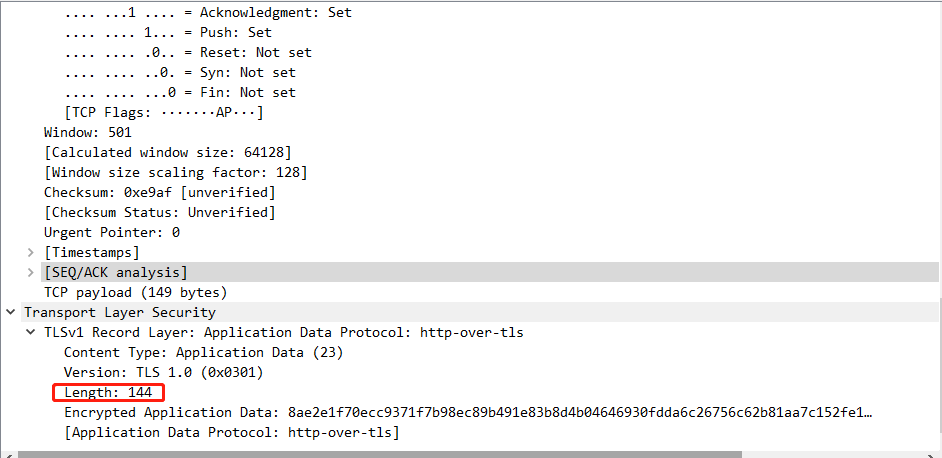 .... ...1 .... = Acknowledgment: Set
.... .... 1... = Push: Set
.... .... .0.. = Reset: Not set
.... .... ..0. = Syn: Not set
.... .... ...0 = Fin: Not set
[TCP Flags: ·······AP···]
Window: 501
[Calculated window size: 64128]
[Window size scaling factor: 128]
Checksum: 0xe9af [unverified]
[Checksum Status: Unverified]
Urgent Pointer: 0
[Timestamps]
[SEQ/ACK analysis]
TCP payload (149 bytes)
Transport Layer Security
TLSv1 Record Layer: Application Data Protocol: http-over-tls
Content Type: Application Data (23)
Version: TLS 1.0 (0x0301)
Length: 144
Encrypted Application Data: 8ae2e1f70ecc9371f7b98ec89b491e83b8d4b04646930fdda6c26756c62b81aa7c152fe1…
[Application Data Protocol: http-over-tls]